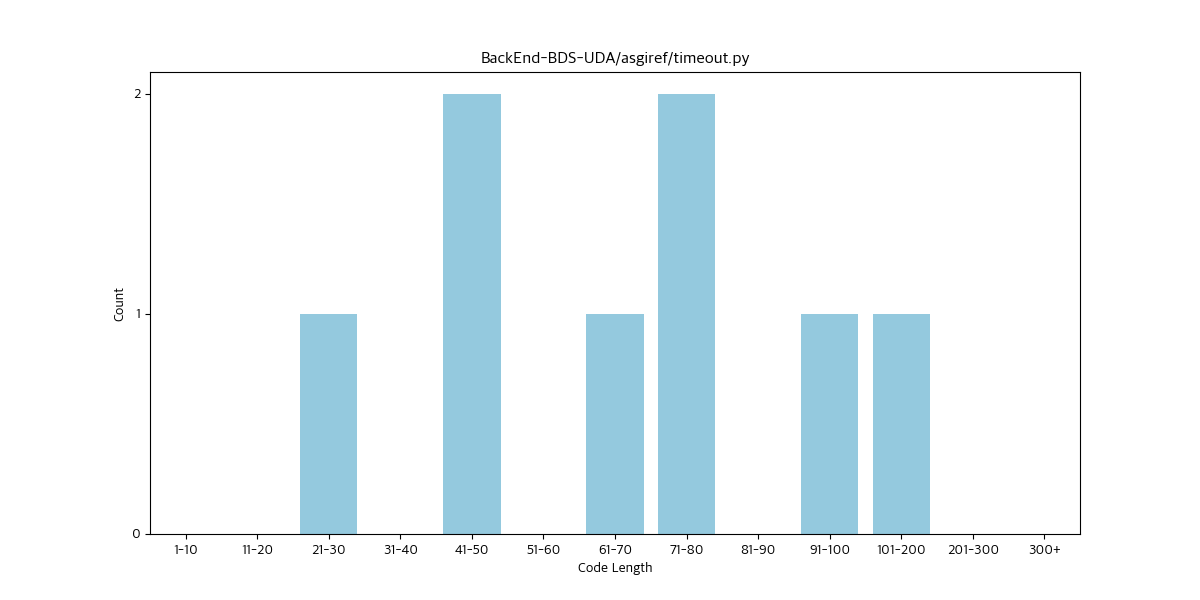 BackEnd-BDS-UDA/asgiref/timeout.py
Count
2
1
0
1-10 11-20 21-30 31-40 41-50 51-60 61-70 71-80 81-90 91-100 101-200 201-300 300+
Code Length